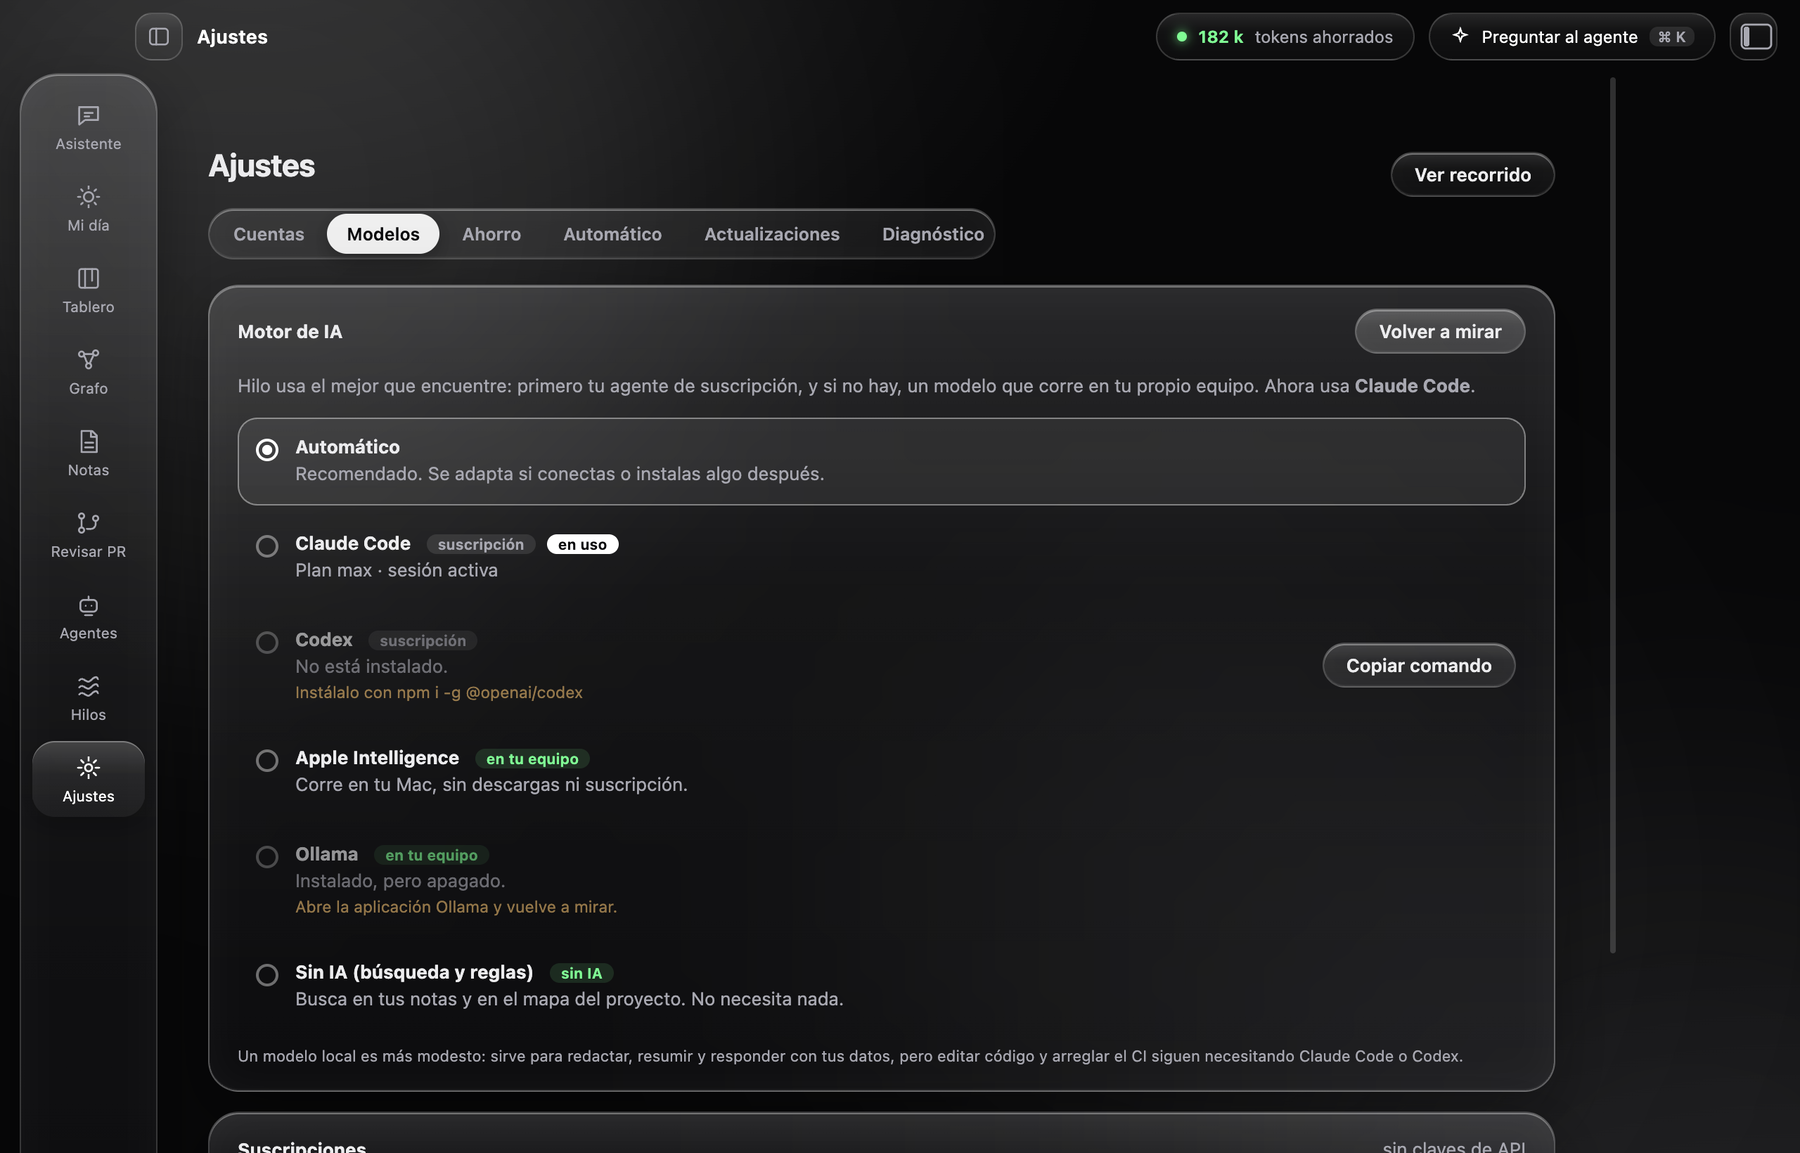 Ajustes
182 k tokens ahorrados
Preguntar al agente ⌘ K
Asistente
Mi día
Tablero
Grafo
Notas
Revisar PR
Agentes
Hilos
Ajustes
Ajustes
Ver recorrido
Cuentas
Modelos
Ahorro
Automático
Actualizaciones
Diagnóstico
Motor de IA
Volver a mirar
Hilo usa el mejor que encuentre: primero tu agente de suscripción, y si no hay, un modelo que corre en tu propio equipo. Ahora usa Claude Code.
Automático
Recomendado. Se adapta si conectas o instalas algo después.
Claude Code suscripción en uso
Plan max · sesión activa
Codex suscripción
No está instalado.
Instálalo con npm i -g @openai/codex
Copiar comando
Apple Intelligence en tu equipo
Corre en tu Mac, sin descargas ni suscripción.
Ollama en tu equipo
Instalado, pero apagado.
Abre la aplicación Ollama y vuelve a mirar.
Sin IA (búsqueda y reglas) sin IA
Busca en tus notas y en el mapa del proyecto. No necesita nada.
Un modelo local es más modesto: sirve para redactar, resumir y responder con tus datos, pero editar código y arreglar el CI siguen necesitando Claude Code o Codex.
Suscripciones
sin claves de API